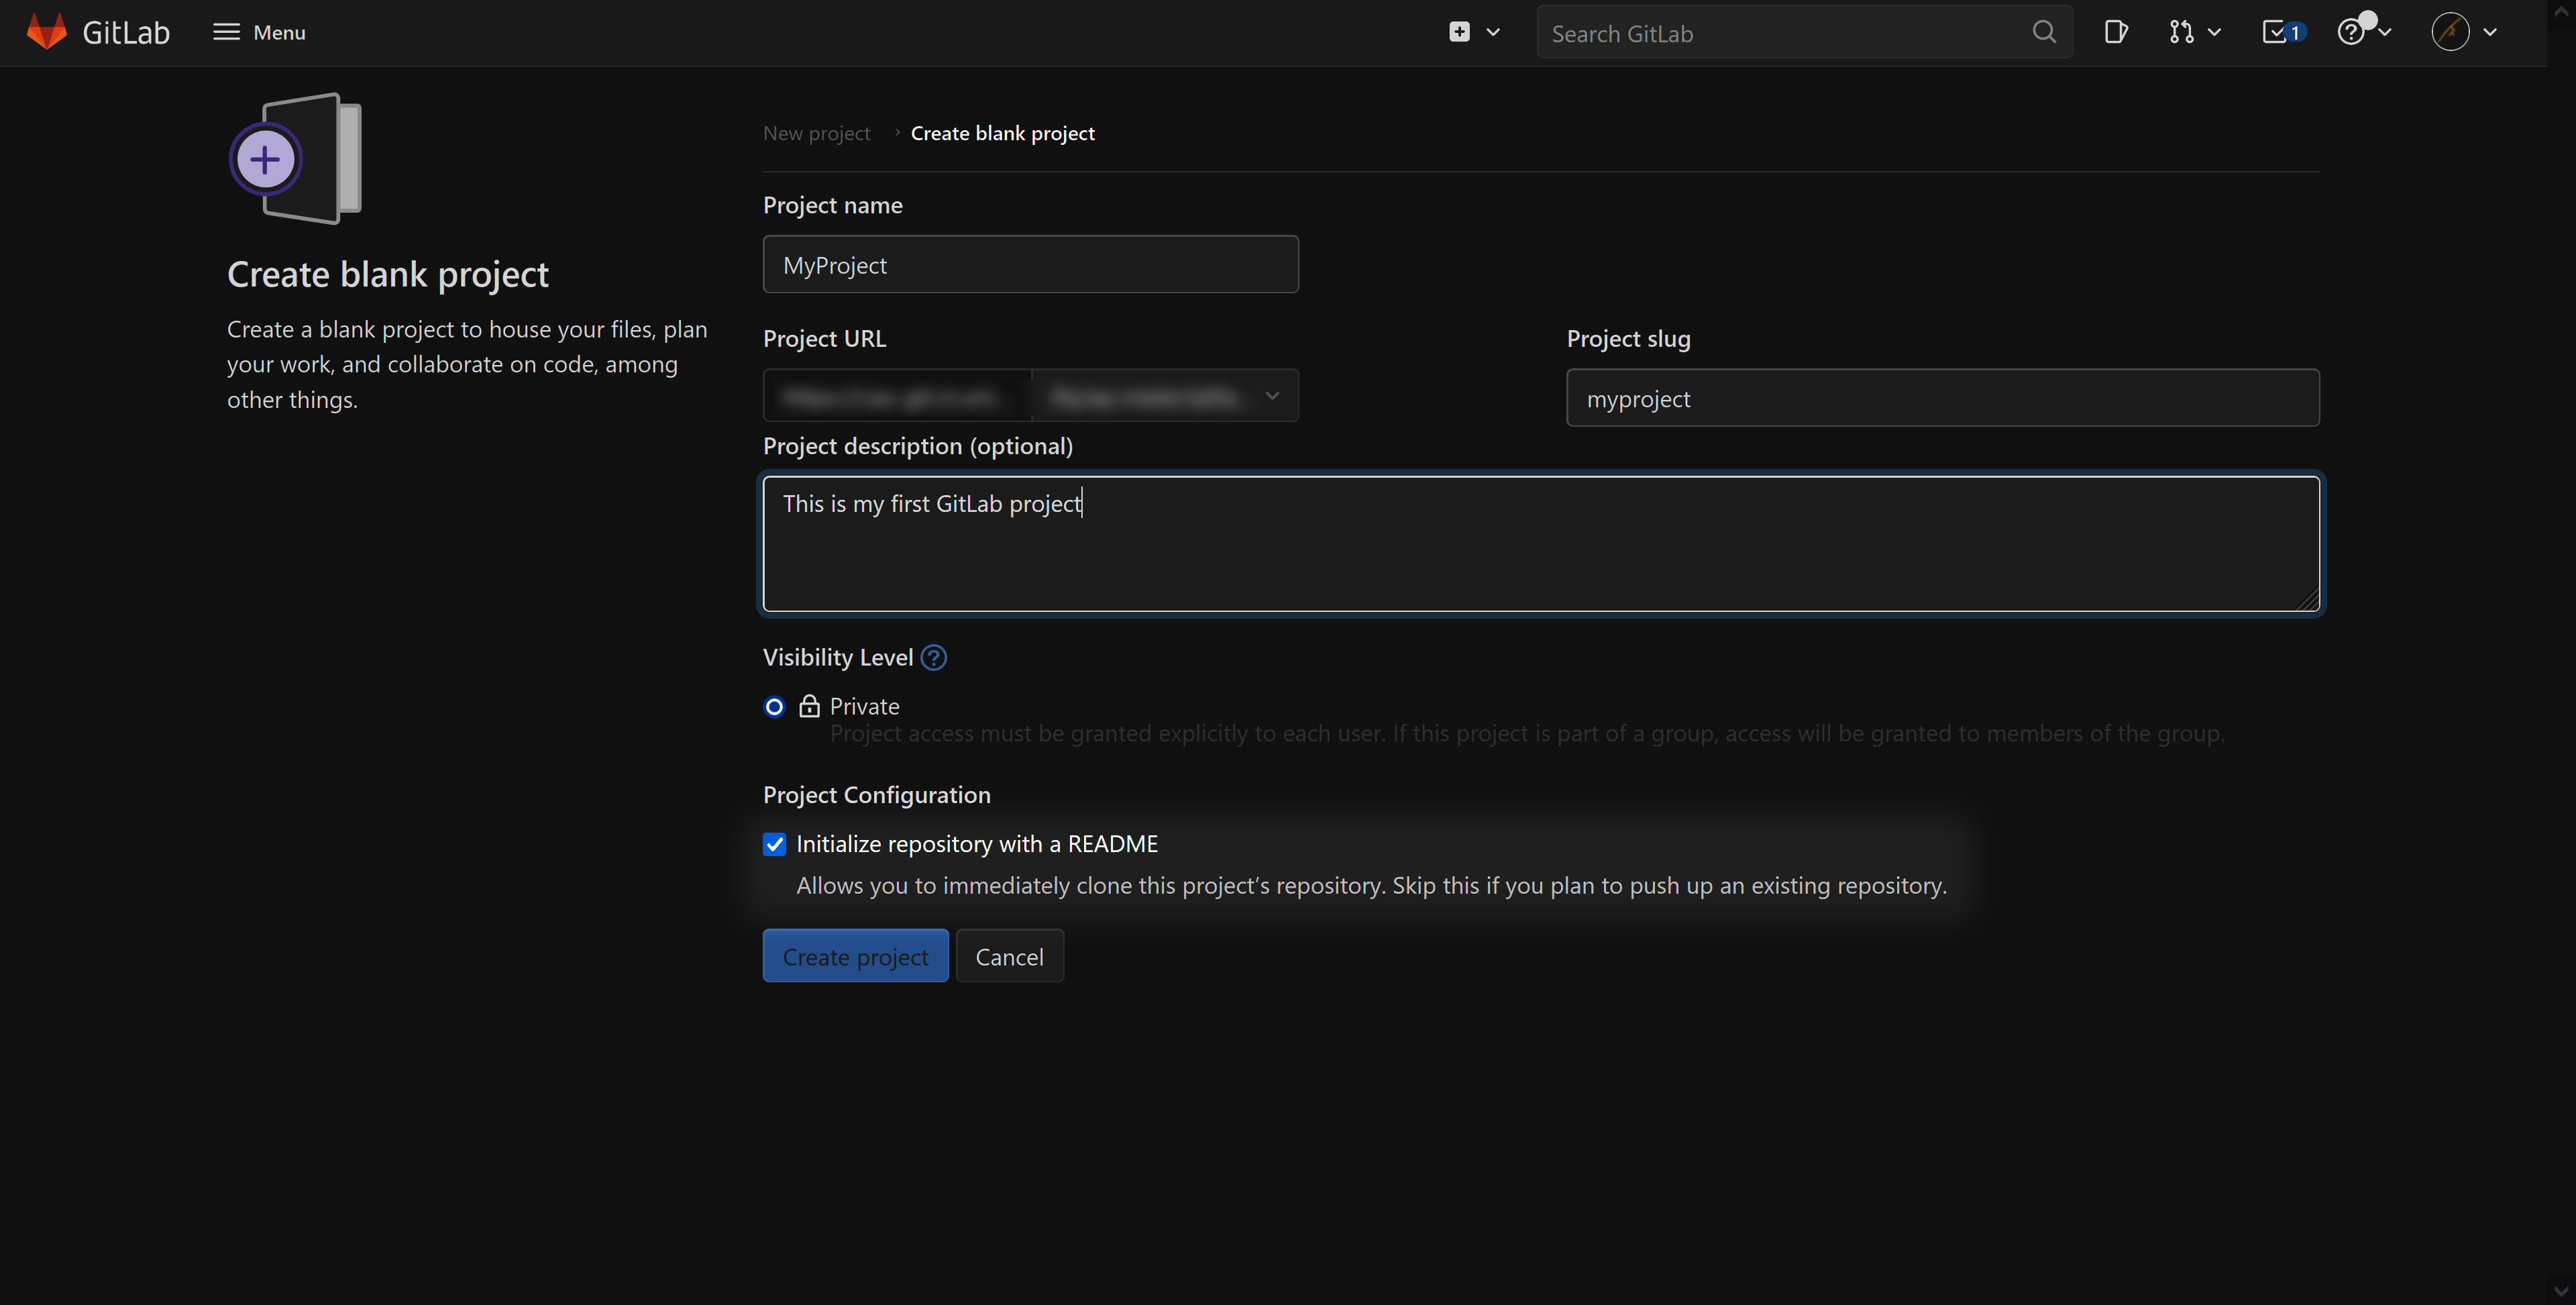 GitLab
Menu
Search GitLab
1
New project › Create blank project
Create blank project
Create a blank project to house your files, plan
your work, and collaborate on code, among
other things.
Project name
MyProject
Project URL
Project slug
myproject
Project description (optional)
This is my first GitLab project
Visibility Level
Private
Project access must be granted explicitly to each user. If this project is part of a group, access will be granted to members of the group.
Project Configuration
Initialize repository with a README
Allows you to immediately clone this project’s repository. Skip this if you plan to push up an existing repository.
Create project
Cancel